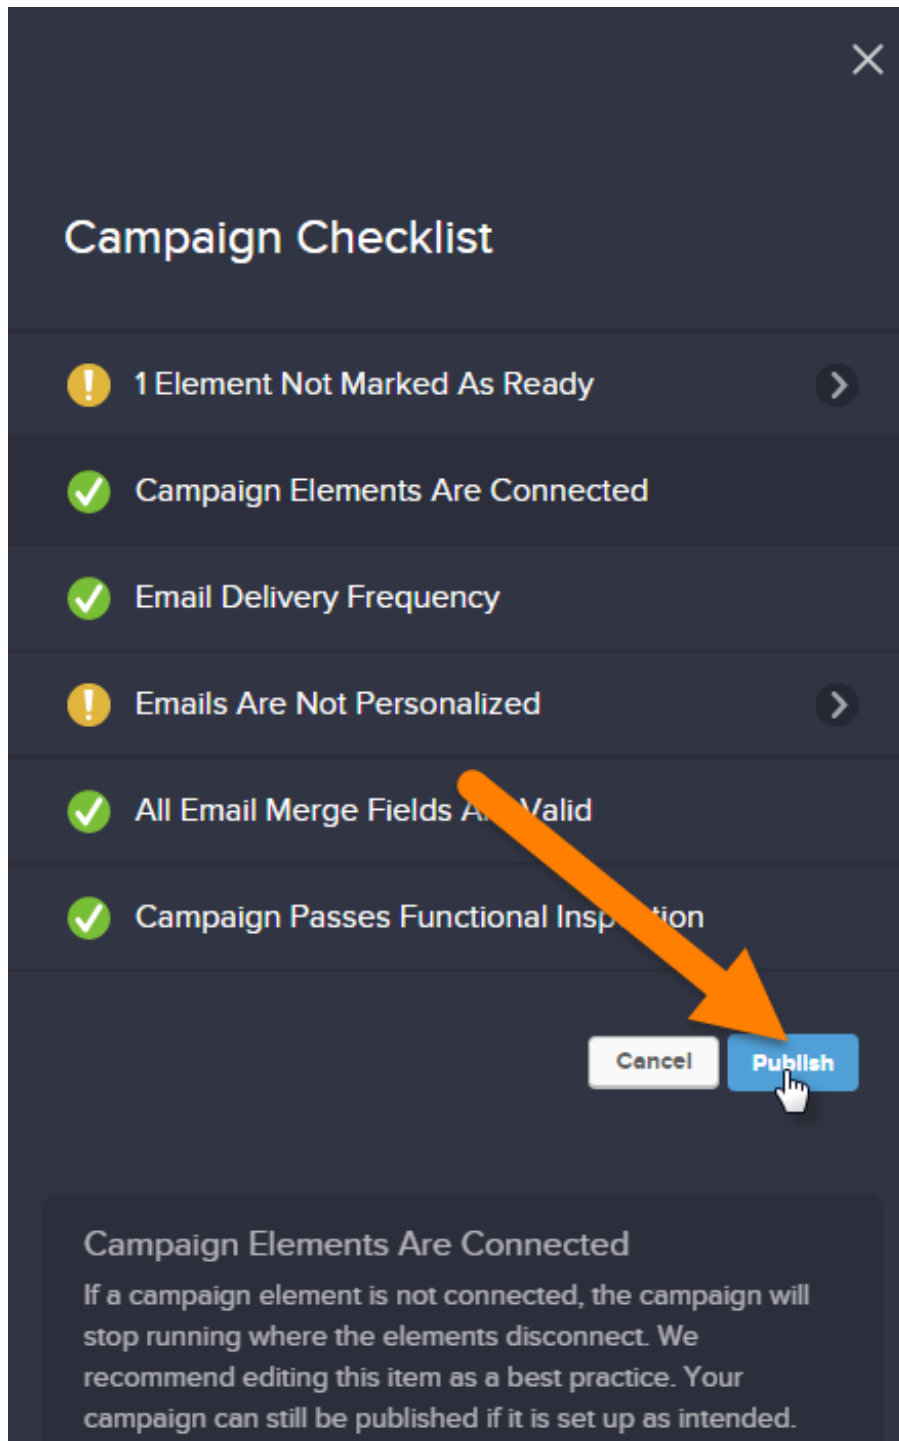 Campaign Checklist
1 Element Not Marked As Ready
Campaign Elements Are Connected
Email Delivery Frequency
Emails Are Not Personalized
All Email Merge Fields Valid
Campaign Passes Functional
Cancel
Publish
Campaign Elements Are Connected
If a campaign element is not connected, the campaign will
stop running where the elements disconnect. We
recommend editing this item as a best practice. Your
campaign can still be published if it is set up as intended.